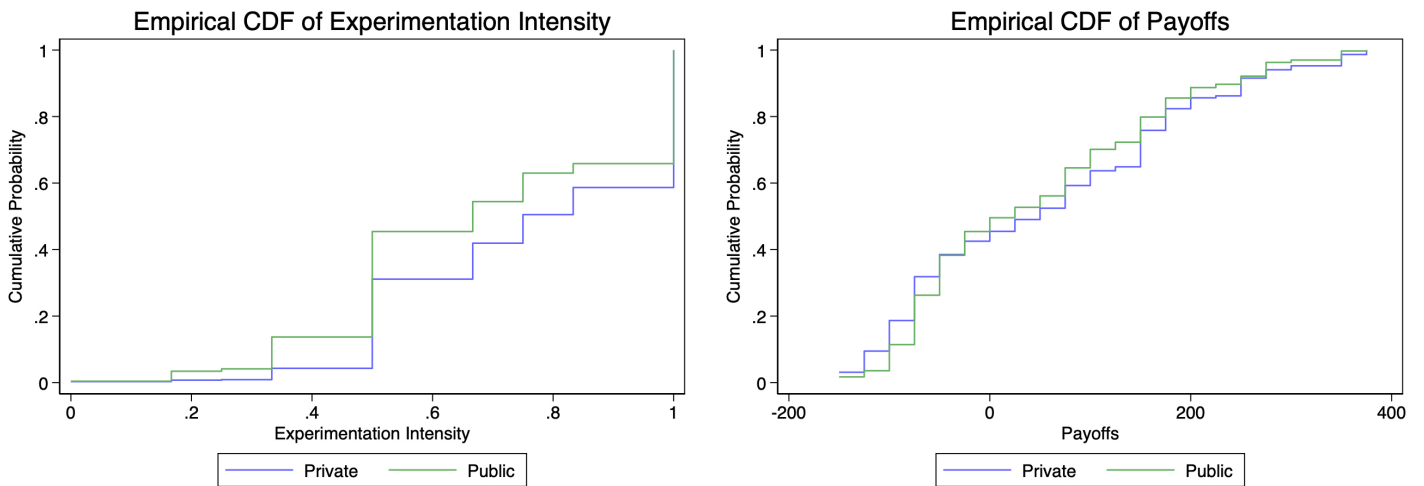 Empirical CDF of Experimentation Intensity
Cumulative Probability
1
.8
.6
.4
.2
0
0 .2 .4 .6 .8 1
Experimentation Intensity
Private Public
Empirical CDF of Payoffs
Cumulative Probability
1
.8
.6
.4
.2
0
-200 0 200 400
Payoffs
Private Public